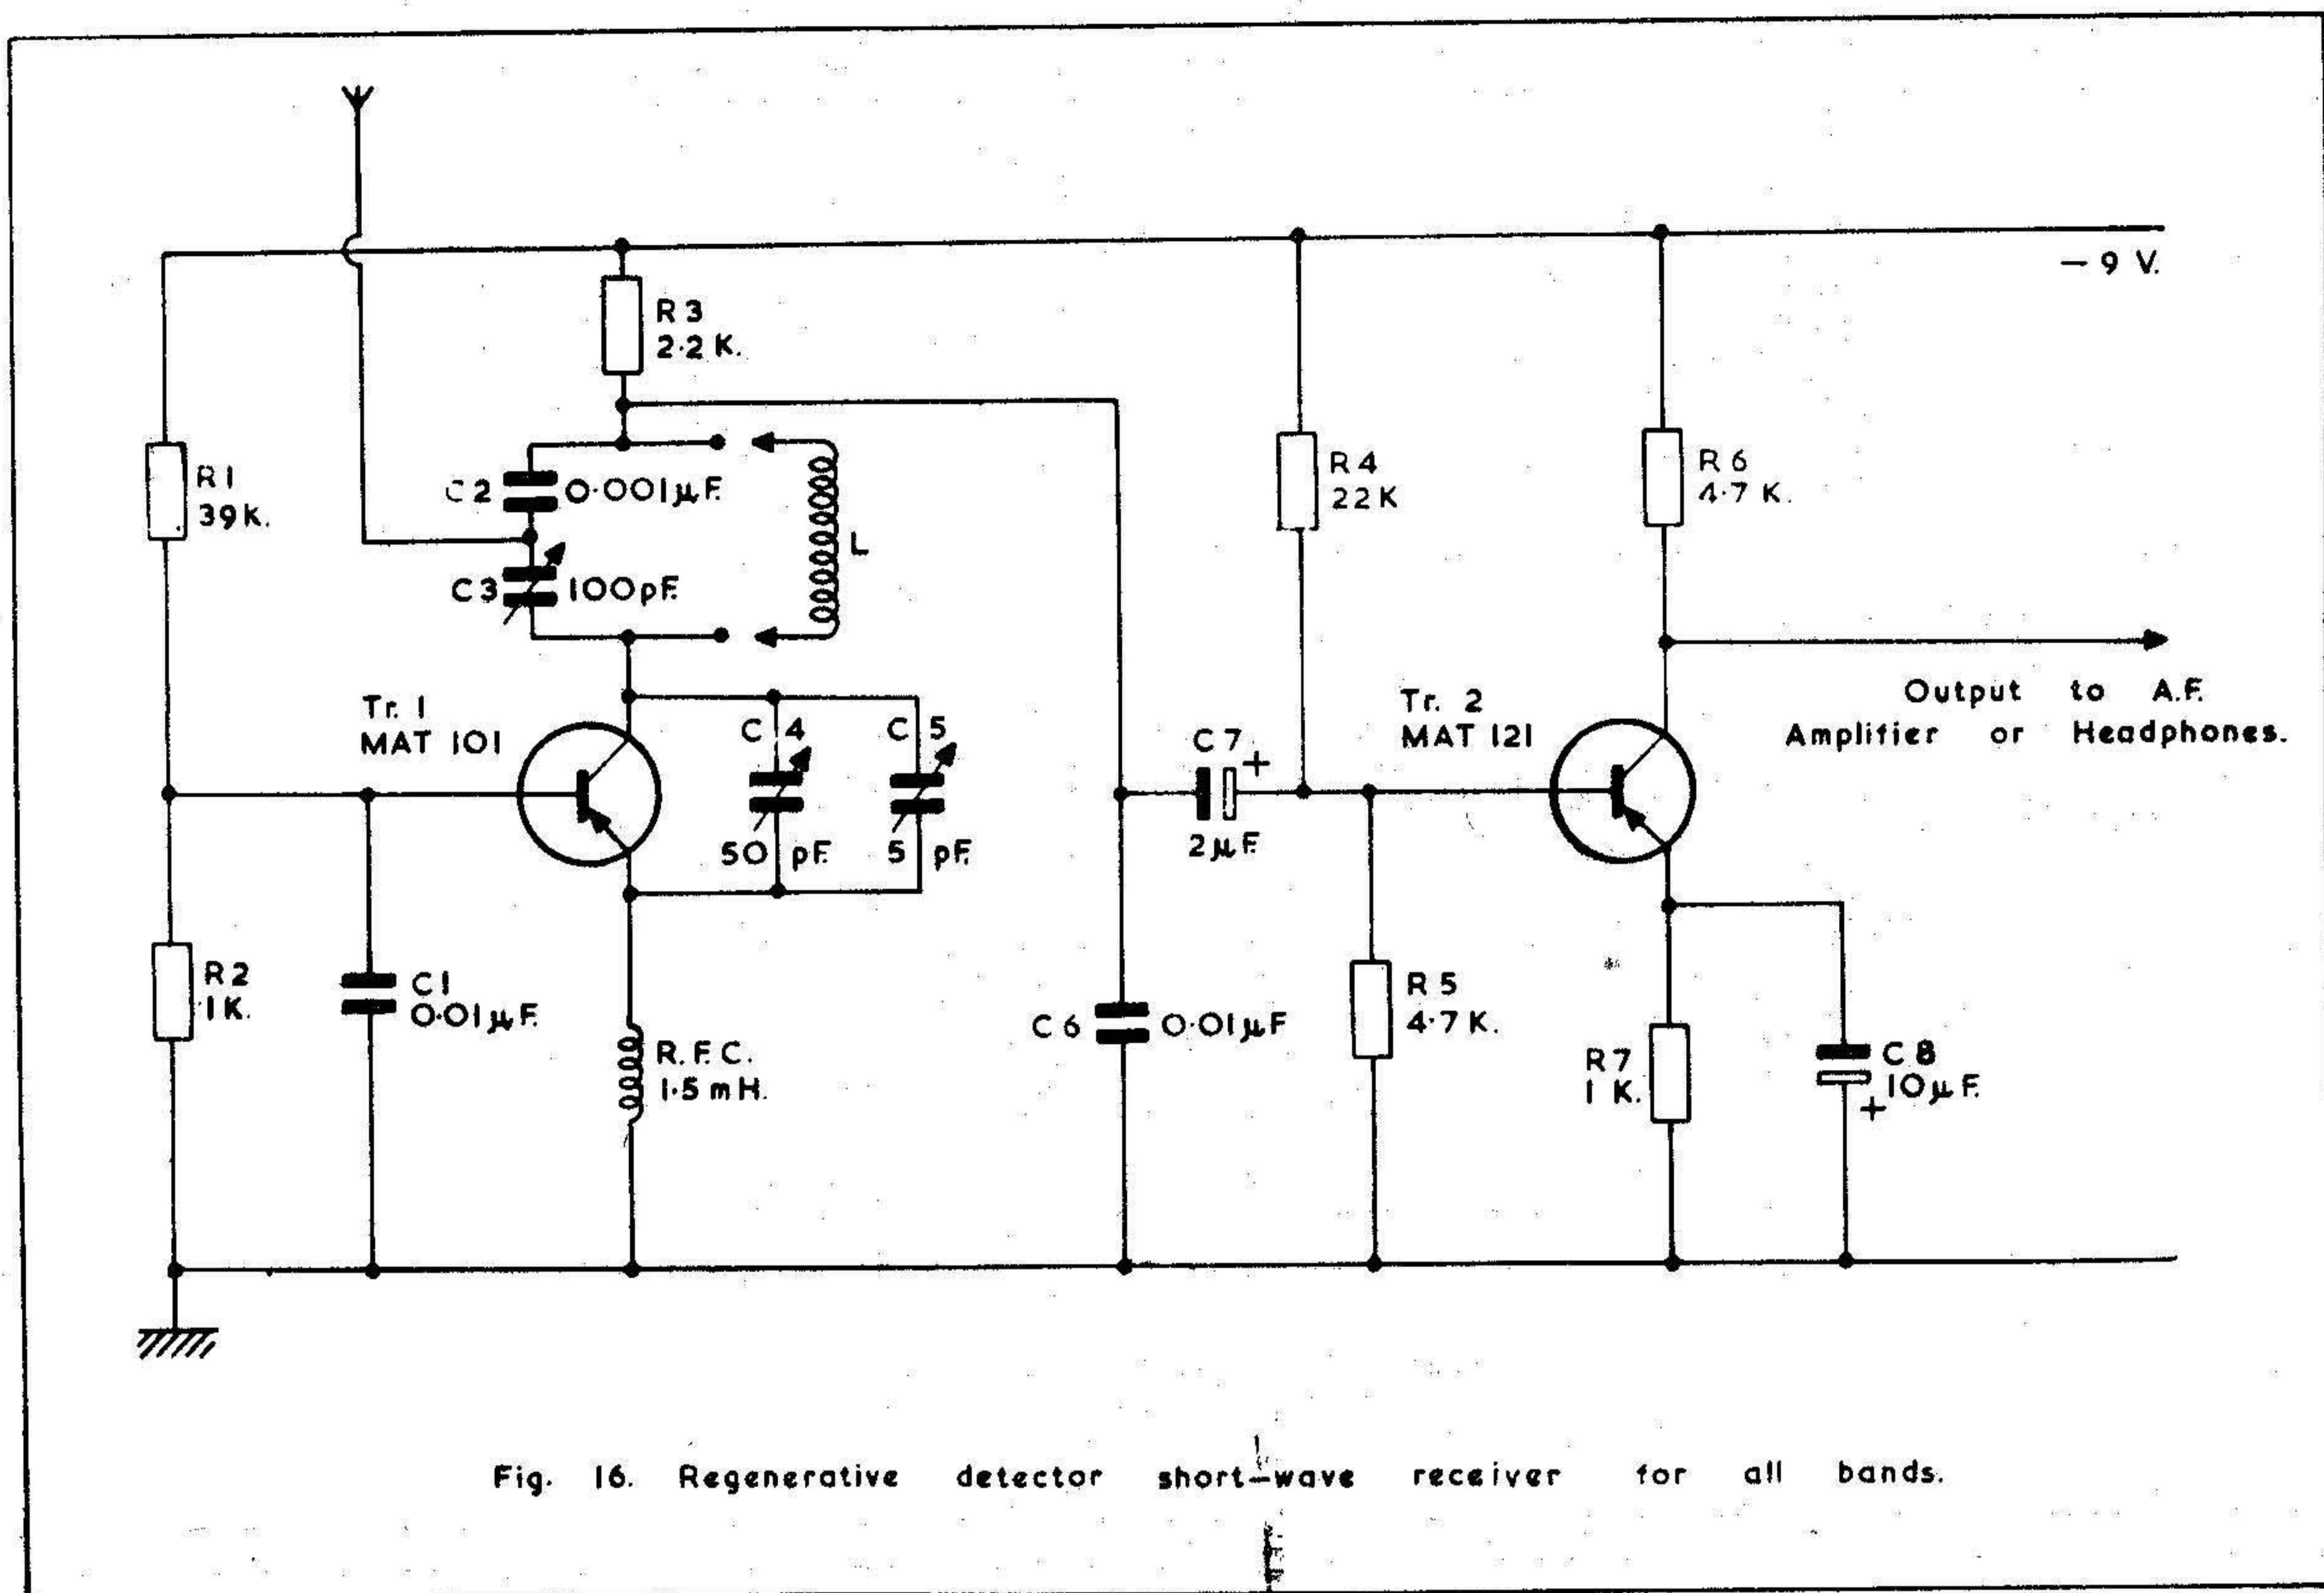 − 9 V.
R3
2·2 K.
R1
39K.
C2 0·001µF.
C3 100pF.
L
R4
22K
R6
4·7 K.
Tr. 1
MAT 101
C 4
50 pF.
C 5
5 pF.
C7
+
2µF.
Tr. 2
MAT 121
Output to A.F.
Amplifier or Headphones.
R2
1K.
C1
0·01µF.
R.F.C.
1·5 mH.
C6 0·01µF
R5
4·7K.
R7
1 K.
C8
10µF.
+
Fig. 16. Regenerative detector short-wave receiver for all bands.